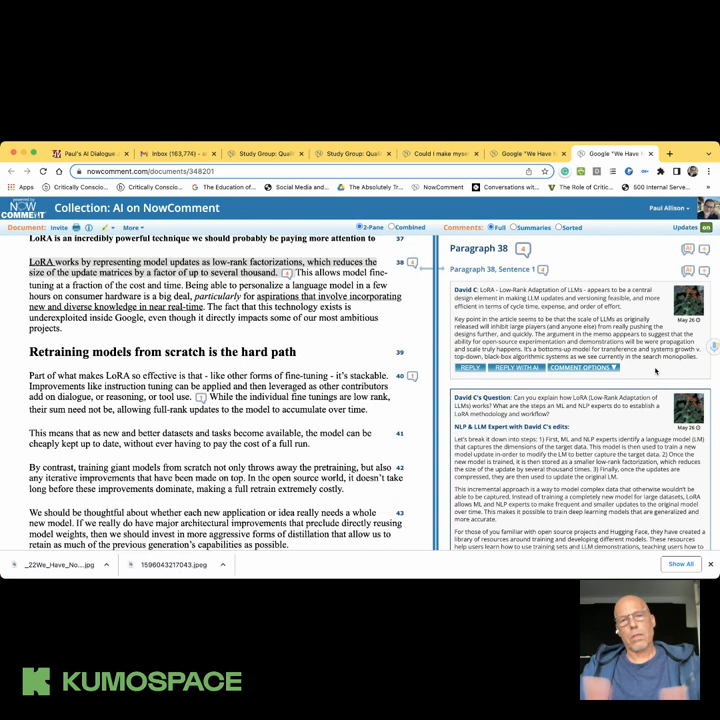 Paul's AI Dialogue
Inbox (163,774)
Study Group: Quali
Study Group: Quali
Could I make myse
Google "We Have
Google "We Have
nowcomment.com/documents/348201
Apps
Critically Conscio...
Critically Conscio...
The Education of...
Social Media and...
The Absolutely Tr...
NowComment
Conversations wit...
The Role of Critic...
500 Internal Serve...
powered by
NOW COMMENT
Collection: AI on NowComment
Paul Allison
Document: Invite
More
2-Pane
Combined
Comments:
Full
Summaries
Sorted
Updates on
LoRA is an incredibly powerful technique we should probably be paying more attention to
37
LoRA works by representing model updates as low-rank factorizations, which reduces the
38
4
size of the update matrices by a factor of up to several thousand. 4 This allows model fine-
tuning at a fraction of the cost and time. Being able to personalize a language model in a few
hours on consumer hardware is a big deal, particularly for aspirations that involve incorporating
new and diverse knowledge in near real-time. The fact that this technology exists is
underexploited inside Google, even though it directly impacts some of our most ambitious
projects.
Retraining models from scratch is the hard path
39
Part of what makes LoRA so effective is that - like other forms of fine-tuning - it's stackable.
40
1
Improvements like instruction tuning can be applied and then leveraged as other contributors
add on dialogue, or reasoning, or tool use. 1 While the individual fine tunings are low rank,
their sum need not be, allowing full-rank updates to the model to accumulate over time.
This means that as new and better datasets and tasks become available, the model can be
41
cheaply kept up to date, without ever having to pay the cost of a full run.
By contrast, training giant models from scratch not only throws away the pretraining, but also
42
any iterative improvements that have been made on top. In the open source world, it doesn't take
long before these improvements dominate, making a full retrain extremely costly.
We should be thoughtful about whether each new application or idea really needs a whole
43
new model. If we really do have major architectural improvements that preclude directly reusing
model weights, then we should invest in more aggressive forms of distillation that allow us to
retain as much of the previous generation's capabilities as possible.
Paragraph 38
4
Paragraph 38, Sentence 1
4
David C: LoRA - Low-Rank Adaptation of LLMs - appears to be a central
design element in making LLM updates and versioning feasible, and more
efficient in terms of cycle time, expense, and order of effort.
Key point in the article seems to be that the scale of LLMs as originally
released will inhibit large players (and anyone else) from really pushing the
designs further, and quickly. The argument in the memo appears to suggest that the
ability for open-source experimentation and demonstrations will be wore propagation
and scale truly happens. It's a bottoms-up model for transference and systems growth v.
top-down, black-box algorithmic systems as we see currently in the search monopolies.
May 26
REPLY
REPLY WITH AI
COMMENT OPTIONS
David C's Question: Can you explain how LoRA (Low-Rank Adaptation of
LLMs) works? What are the steps an ML and NLP experts do to establish a
LoRA methodology and workflow?
May 26
NLP & LLM Expert with David C's edits:
Let's break it down into steps: 1) First, ML and NLP experts identify a language model (LM)
that captures the dimensions of the target data. This model is then used to train a new
model update in-order to modify the LM to better capture the target data. 2) Once the
new model is trained, it is then stored as a smaller low-rank factorization, which reduces
the size of the update by several thousand times. 3) Finally, once the updates are
compressed, they are then used to update the original LM.
This incremental approach is a way to model complex data that otherwise wouldn't be
able to be captured. Instead of training a completely new model for large datasets, LoRA
allows ML and NLP experts to make frequent and smaller updates to the original model
over time. This makes it possible to train deep learning models that are generalized and
more accurate.
For those of you familiar with open source projects and Hugging Face, they have created a
library of resources around training and developing different models. These resources
help users learn how to use training sets and LLM demonstrations, teaching users how to
_22We_Have_No....jpg
1596043217043.jpeg
Show All
KUMOSPACE